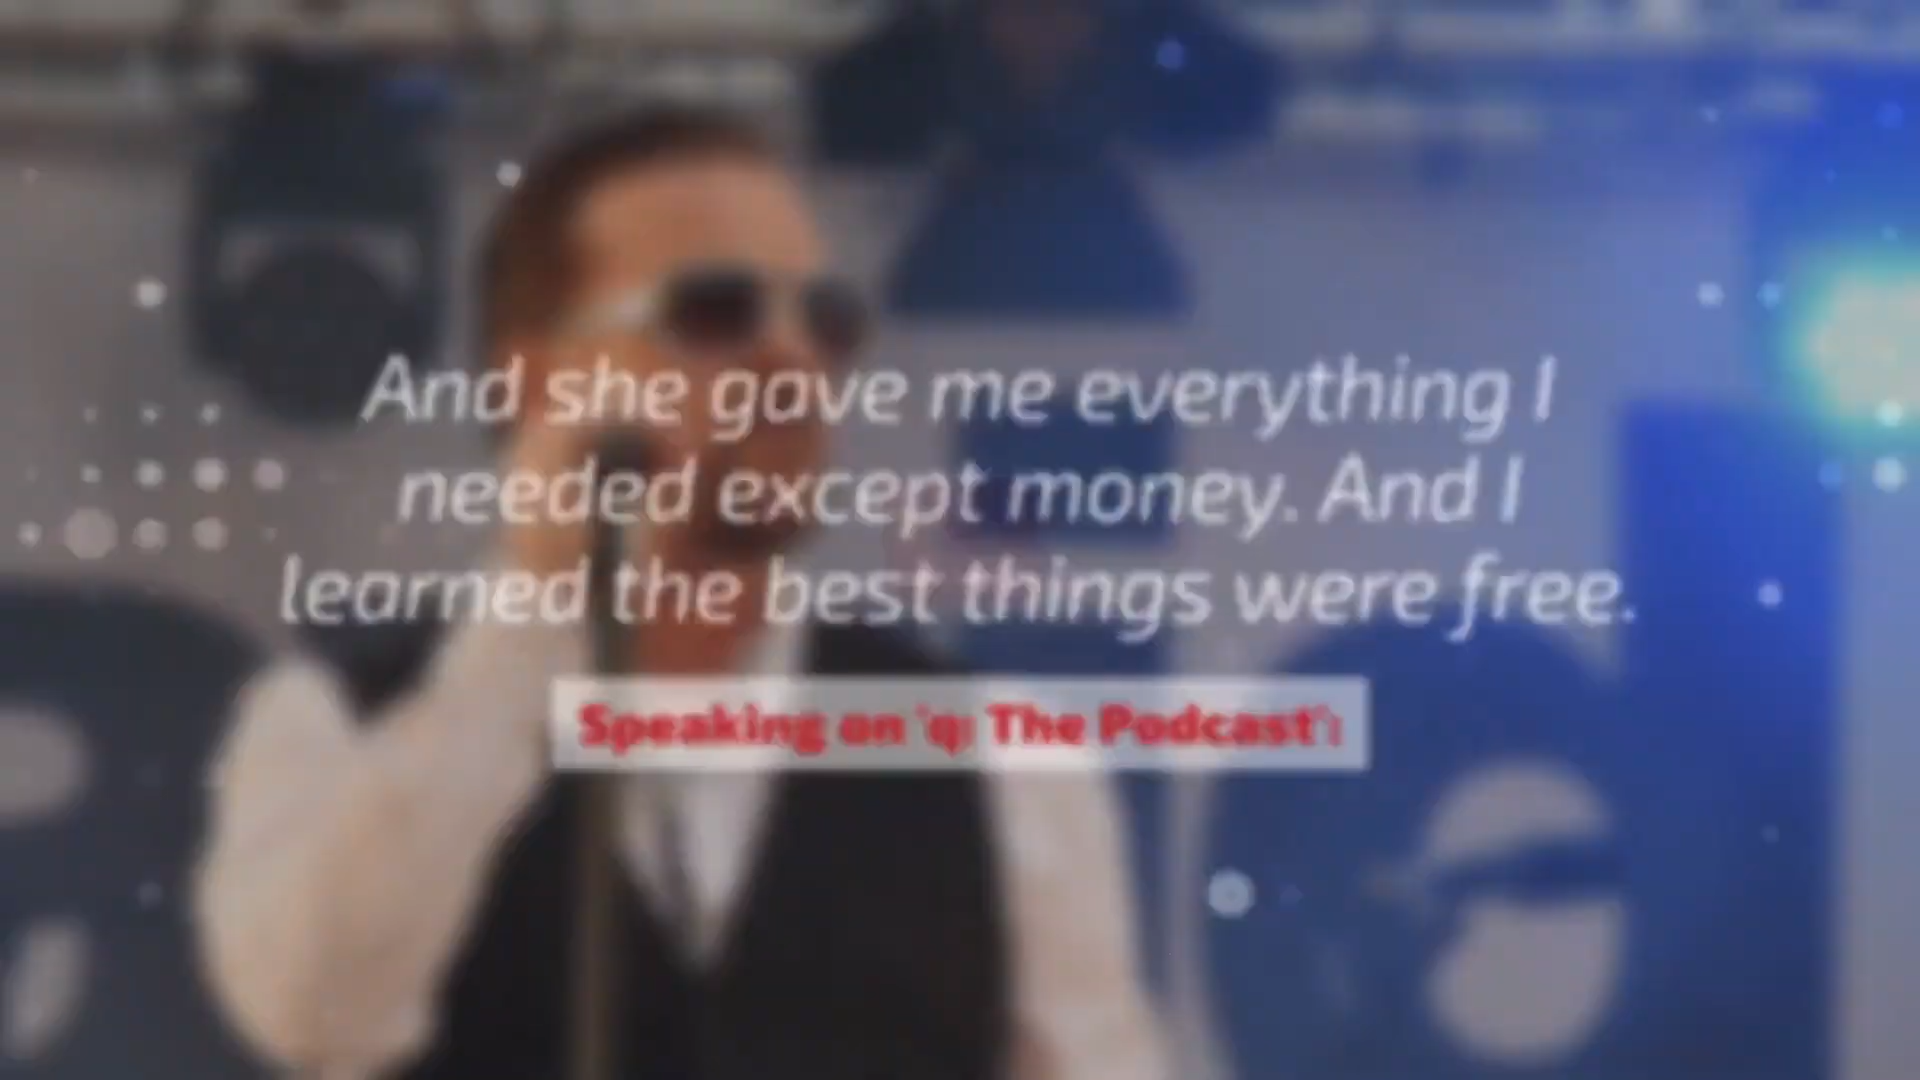 And she gave me everything I
needed except money. And I
learned the best things were free.
Speaking on 'q: The Podcast':